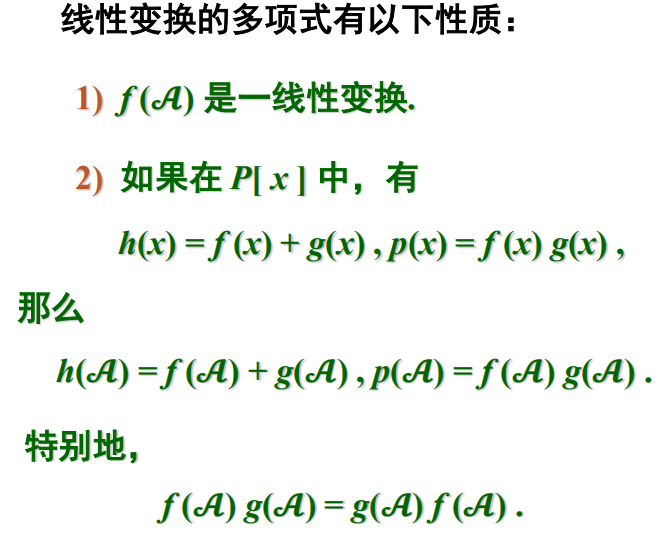 线性变换的多项式有以下性质：
1) f (𝒜) 是一线性变换.
2) 如果在 P[ x ] 中，有
h(x) = f (x) + g(x) , p(x) = f (x) g(x) ,
那么
h(𝒜) = f (𝒜) + g(𝒜) , p(𝒜) = f (𝒜) g(𝒜) .
特别地，
f (𝒜) g(𝒜) = g(𝒜) f (𝒜) .